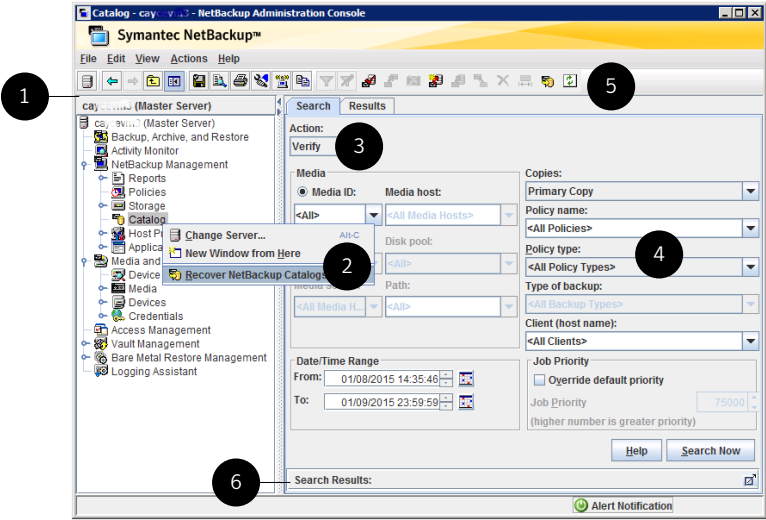 Catalog - caycevm3 - NetBackup Administration Console
Symantec NetBackup™
File Edit View Actions Help
1
5
(Master Server)
(Master Server)
Backup, Archive, and Restore
Activity Monitor
NetBackup Management
Reports
Policies
Storage
Catalog
Host Pr
Applica
Media and
Device
Media
Devices
Credentials
Access Management
Vault Management
Bare Metal Restore Management
Logging Assistant
Change Server... Alt-C
New Window from Here
Recover NetBackup Catalog
2
Search Results
Action:
Verify
3
Media
Media ID: Media host:
<All> <All Media Hosts>
Disk pool:
<All>
Path:
<All Media H... <All>
Date/Time Range
From: 01/08/2015 14:35:46
To: 01/09/2015 23:59:59
Copies:
Primary Copy
Policy name:
<All Policies>
Policy type:
4
<All Policy Types>
Type of backup:
<All Backup Types>
Client (host name):
<All Clients>
Job Priority
Override default priority
Job Priority 75000
(higher number is greater priority)
Help Search Now
6
Search Results:
Alert Notification